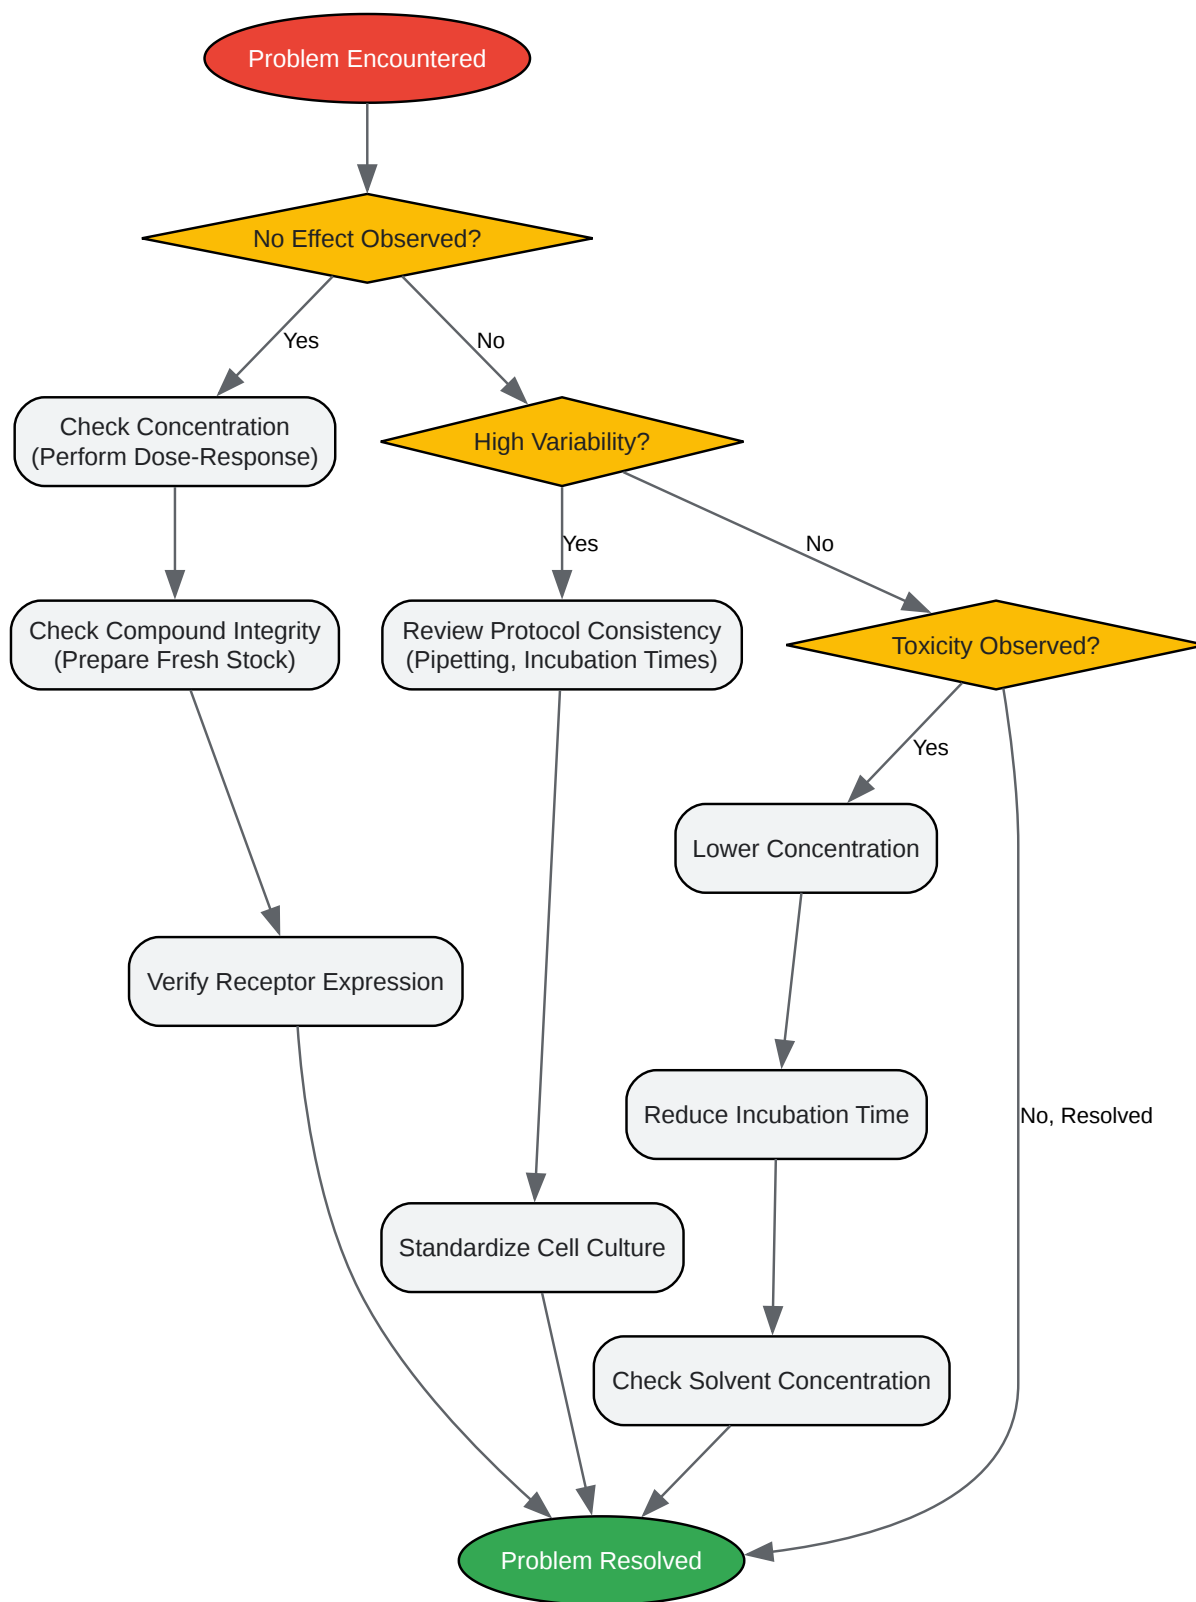 Problem Encountered
No Effect Observed?
Yes
No
Check Concentration
(Perform Dose-Response)
High Variability?
Yes
No
Check Compound Integrity
(Prepare Fresh Stock)
Review Protocol Consistency
(Pipetting, Incubation Times)
Toxicity Observed?
Yes
Lower Concentration
Verify Receptor Expression
Reduce Incubation Time
No, Resolved
Standardize Cell Culture
Check Solvent Concentration
Problem Resolved